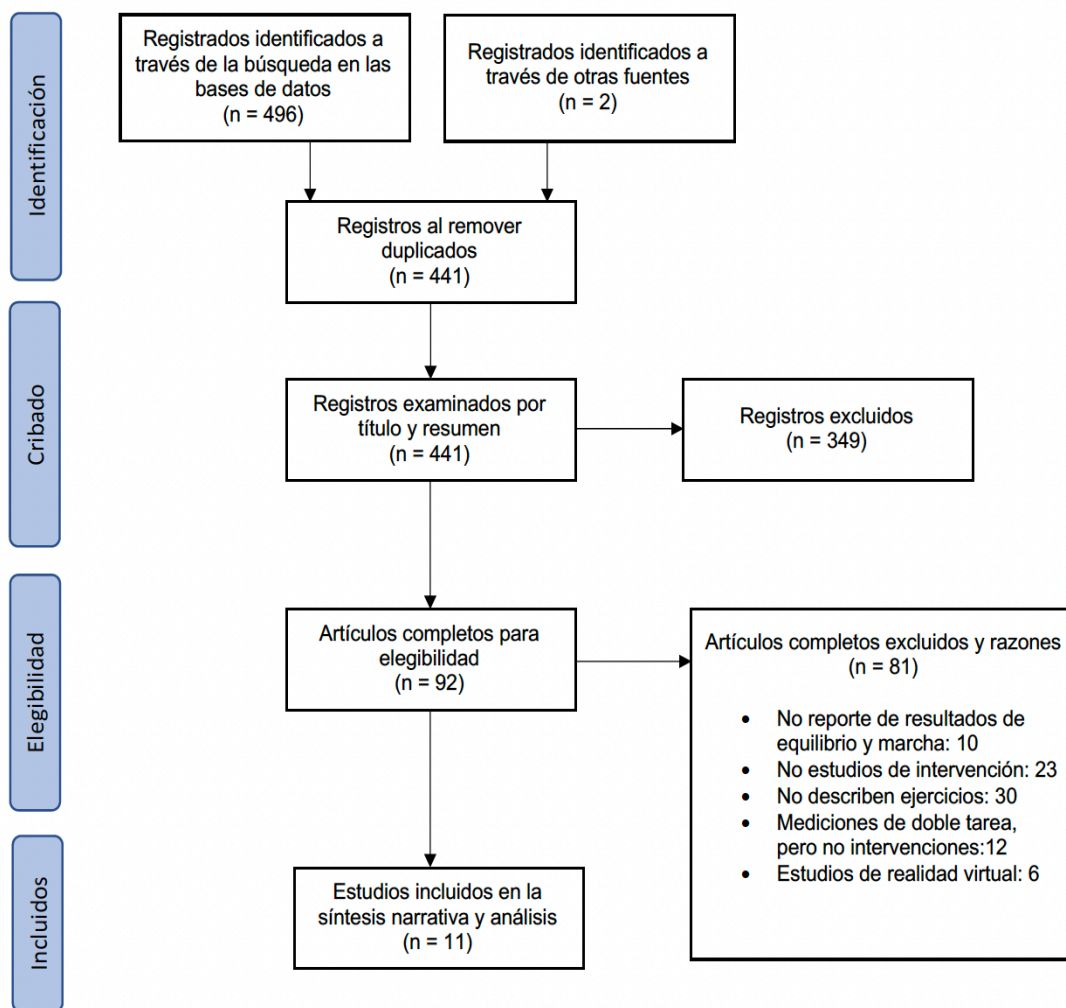 Identificación
Registrados identificados a
través de la búsqueda en las
bases de datos
(n = 496)
Registrados identificados a
través de otras fuentes
(n = 2)
Registros al remover
duplicados
(n = 441)
Cribado
Registros examinados por
título y resumen
(n = 441)
Registros excluidos
(n = 349)
Elegibilidad
Artículos completos para
elegibilidad
(n = 92)
Artículos completos excluidos y razones
(n = 81)
• No reporte de resultados de
equilibrio y marcha: 10
• No estudios de intervención: 23
• No describen ejercicios: 30
• Mediciones de doble tarea,
pero no intervenciones:12
• Estudios de realidad virtual: 6
Incluidos
Estudios incluidos en la
síntesis narrativa y análisis
(n = 11)